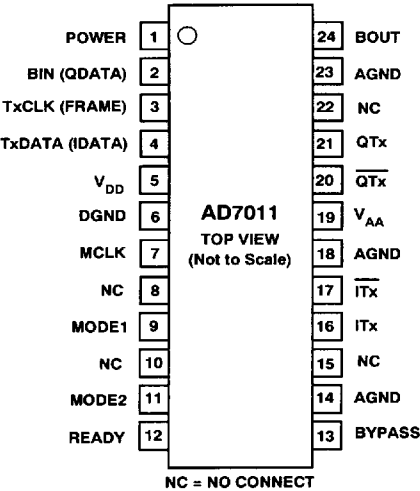 POWER 1 24 BOUT
BIN (QDATA) 2 23 AGND
TxCLK (FRAME) 3 22 NC
TxDATA (IDATA) 4 21 QTx
VDD 5 20 Q̅T̅x̅
DGND 6 19 VAA
MCLK 7 18 AGND
NC 8 17 I̅T̅x̅
MODE1 9 16 ITx
NC 10 15 NC
MODE2 11 14 AGND
READY 12 13 BYPASS
AD7011
TOP VIEW
(Not to Scale)
NC = NO CONNECT